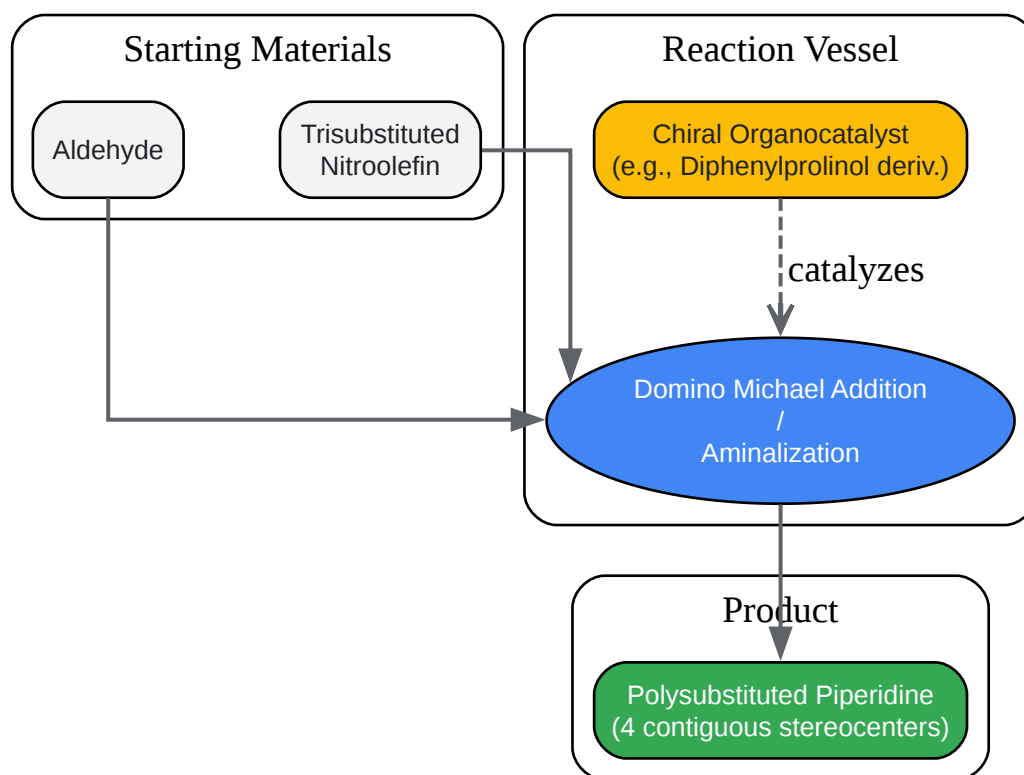 Starting Materials
Aldehyde
Trisubstituted
Nitroolefin
Reaction Vessel
Chiral Organocatalyst
(e.g., Diphenylprolinol deriv.)
catalyzes
Domino Michael Addition
/
Aminalization
Product
Polysubstituted Piperidine
(4 contiguous stereocenters)